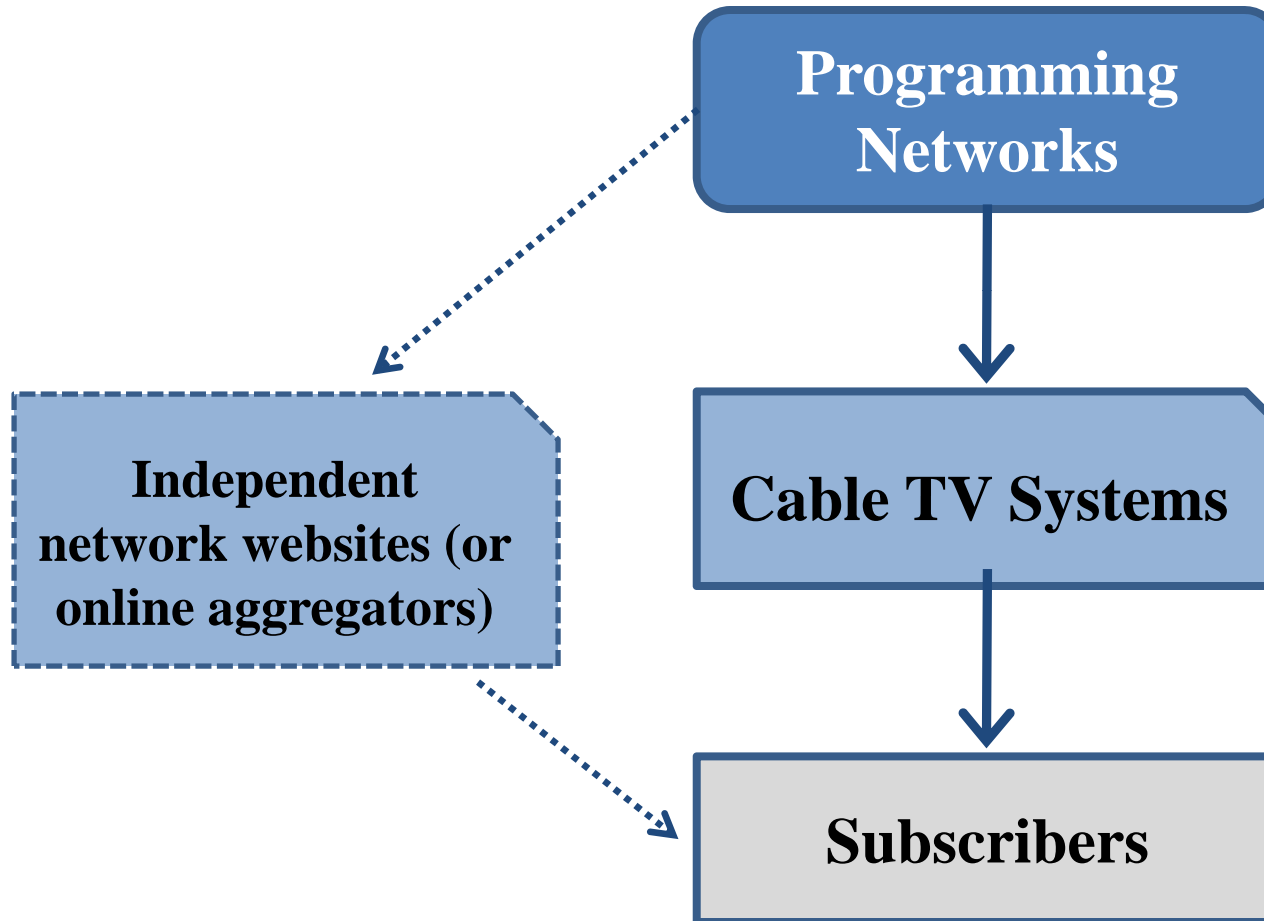 Programming
Networks
Independent
network websites (or
online aggregators)
Cable TV Systems
Subscribers